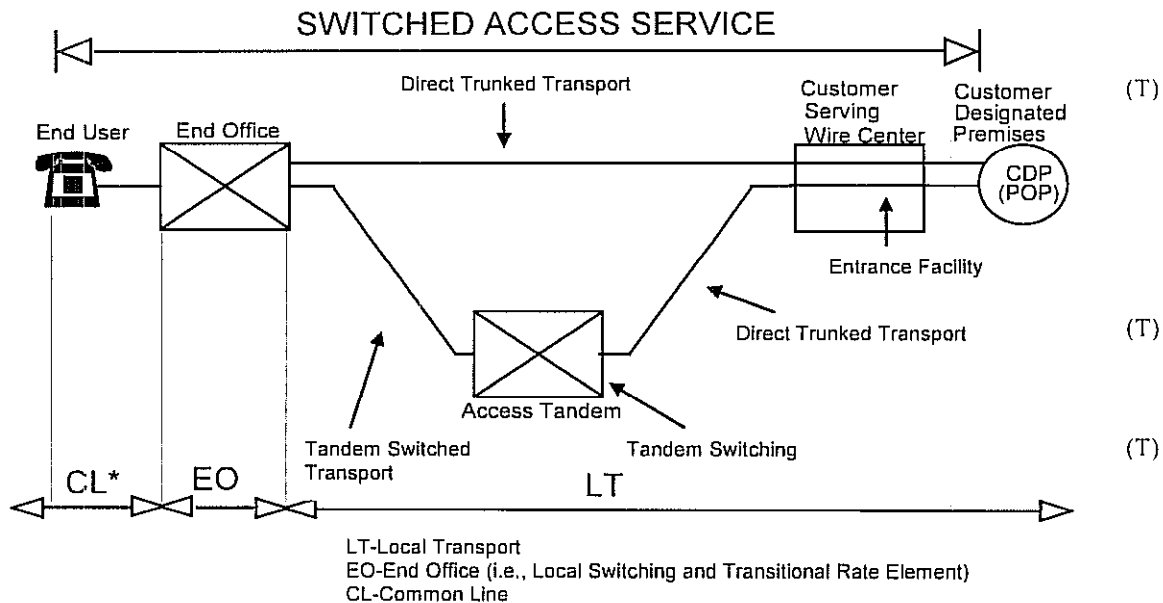 SWITCHED ACCESS SERVICE
Direct Trunked Transport
Customer
Serving
Wire Center
Customer
Designated
Premises
(T)
End User
End Office
CDP
(POP)
Entrance Facility
Direct Trunked Transport
(T)
Access Tandem
Tandem Switched
Transport
Tandem Switching
(T)
CL*
EO
LT
LT-Local Transport
EO-End Office (i.e., Local Switching and Transitional Rate Element)
CL-Common Line